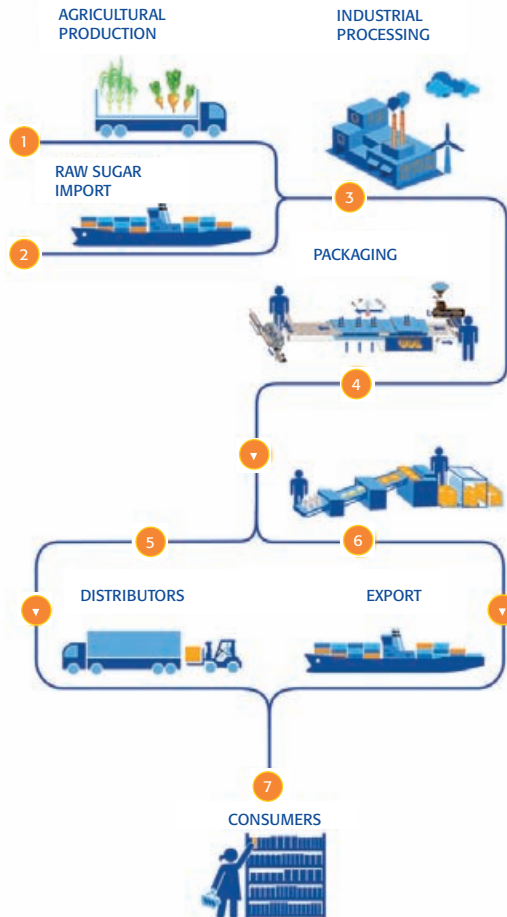 AGRICULTURAL
PRODUCTION
INDUSTRIAL
PROCESSING
1
RAW SUGAR
IMPORT
3
2
PACKAGING
4
5
6
DISTRIBUTORS
EXPORT
7
CONSUMERS